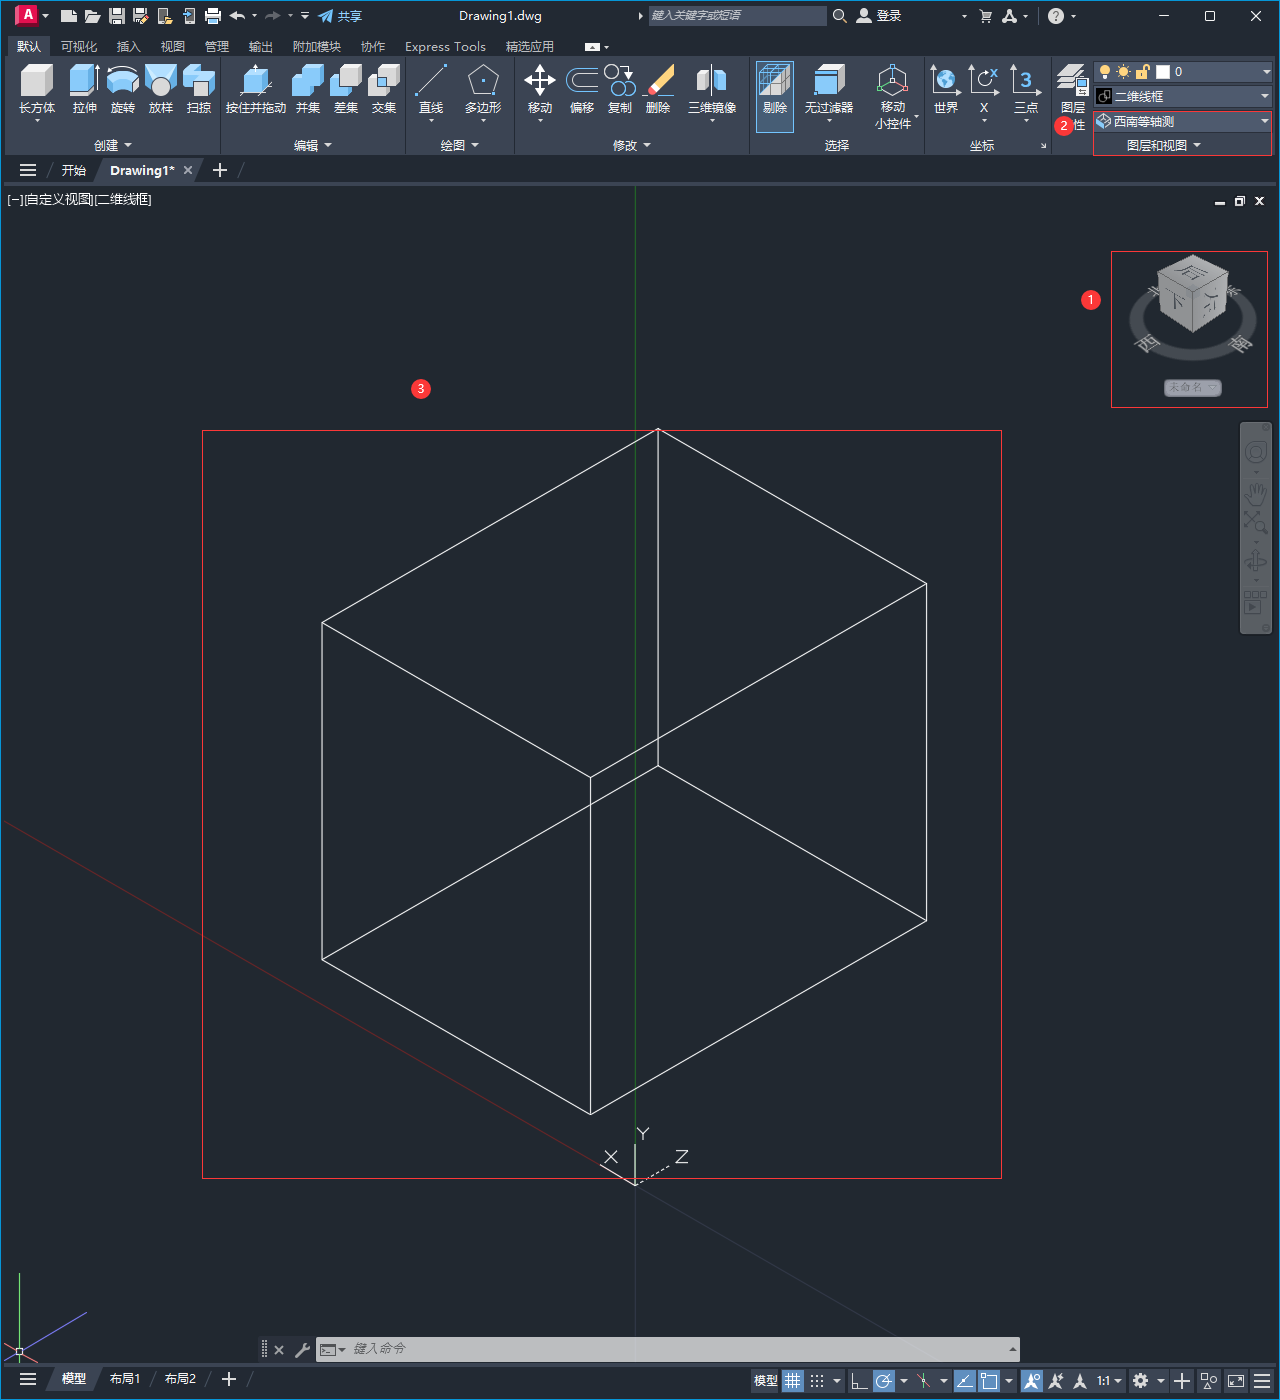 A
共享
Drawing1.dwg
键入关键字或短语
登录
?
默认 可视化 插入 视图 管理 输出 附加模块 协作 Express Tools 精选应用
长方体 拉伸 旋转 放样 扫掠 按住并拖动 并集 差集 交集 直线 多边形 移动 偏移 复制 删除 三维镜像 剔除 无过滤器 移动
小控件
世界 X 三点
图层
性
0
二维线框
西南等轴测
创建 编辑 绘图 修改 选择 坐标 图层和视图
开始 Drawing1*
[−][自定义视图][二维线框]
1
2
3
后
下
西
南
未命名
Y
X
Z
键入命令
模型 布局1 布局2
模型
1:1